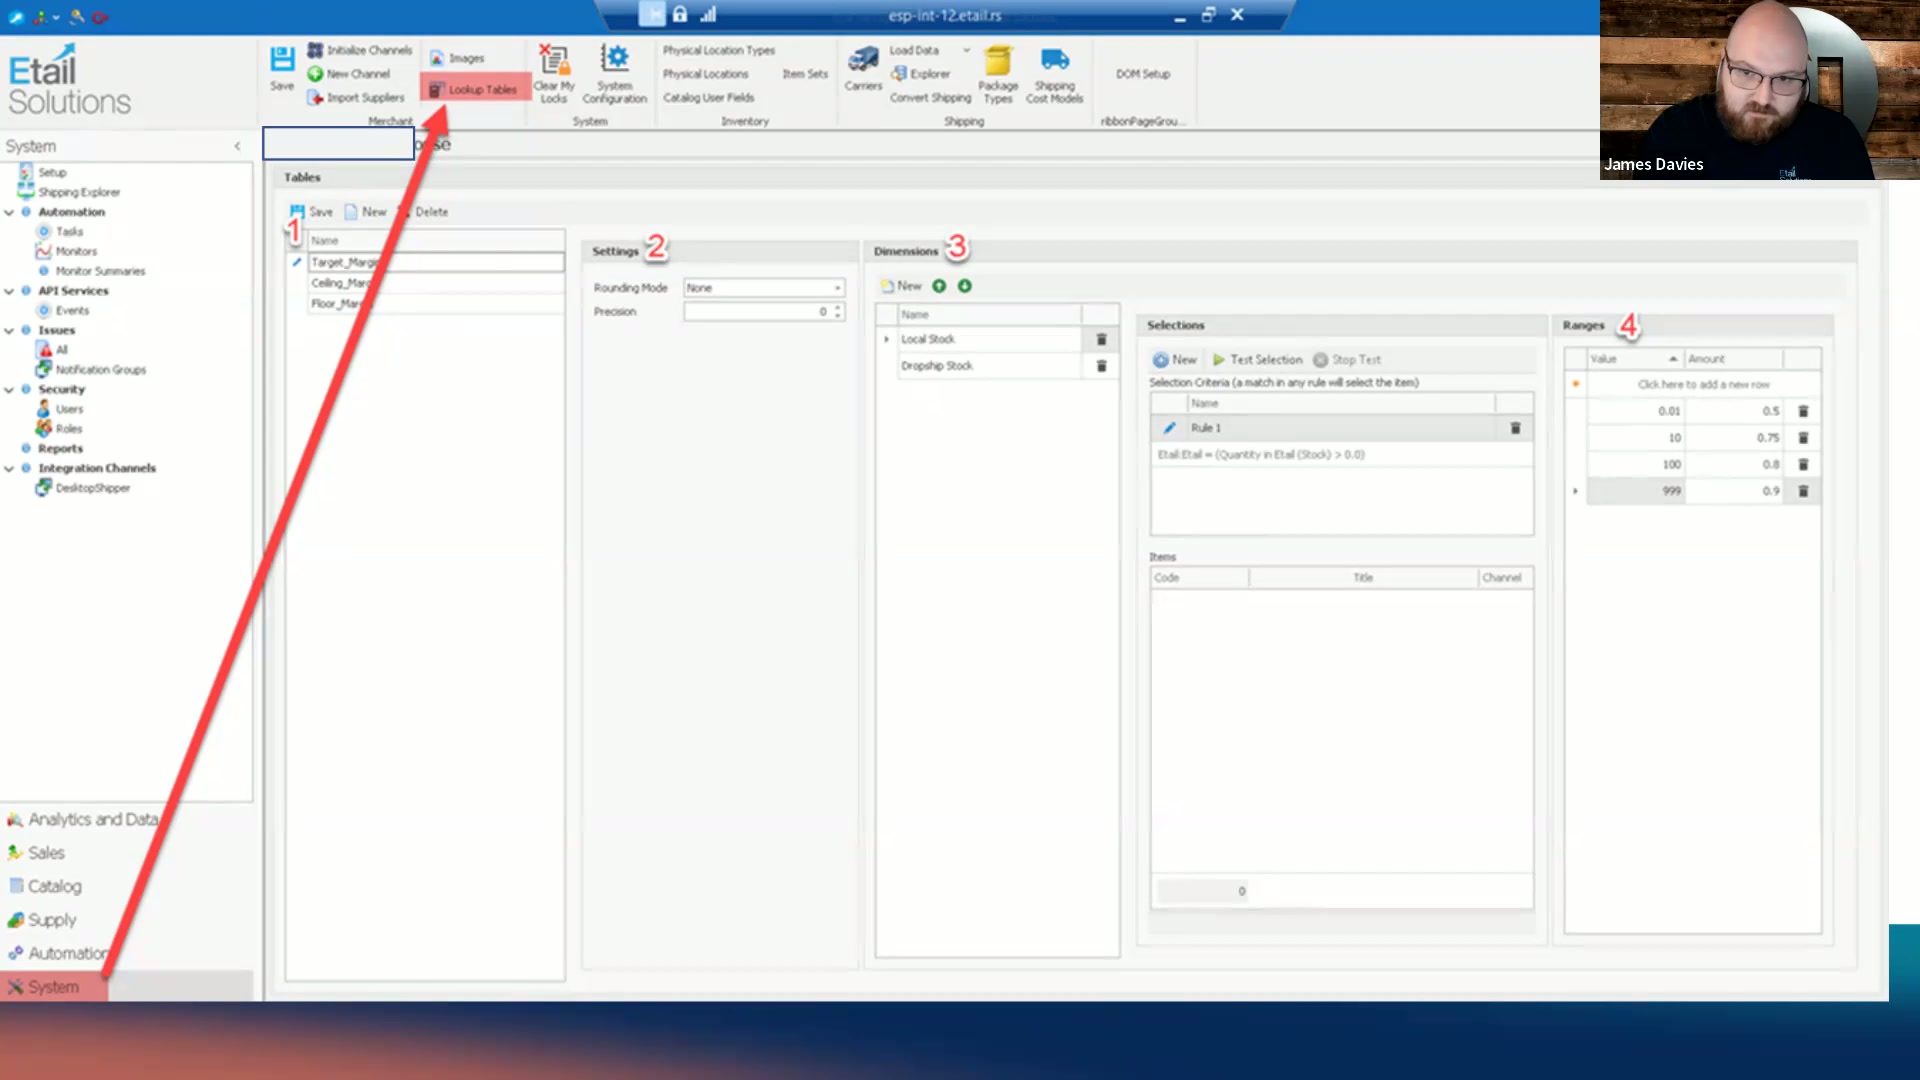 esp-int-12.etail.rs
Etail
Solutions
Save
Initialize Channels
New Channel
Import Suppliers
Merchant
Images
Lookup Tables
Clear My
Locks
System
Configuration
System
Physical Location Types
Physical Locations
Item Sets
Catalog User Fields
Inventory
Carriers
Load Data
Explorer
Convert Shipping
Package
Types
Shipping
Cost Models
Shipping
DOM Setup
ribbonPageGrou...
James Davies
Etail
System
Setup
Shipping Explorer
Automation
Tasks
Monitors
Monitor Summaries
API Services
Events
Issues
All
Notification Groups
Security
Users
Roles
Reports
Integration Channels
DesktopShipper
Analytics and Data
Sales
Catalog
Supply
Automation
System
Tables
Save New Delete
1
Name
Target_Margin
Ceiling_Marg
Floor_Marg
Settings 2
Rounding Mode None
Precision 0
Dimensions 3
New
Name
Local Stock
Dropship Stock
Selections
New Test Selection Stop Test
Selection Criteria (a match in any rule will select the item)
Name
Rule 1
Etail:Etail = (Quantity in Etail (Stock) > 0.0)
Items
Code Title Channel
0
Ranges 4
Value Amount
Click here to add a new row
0.01 0.5
10 0.75
100 0.8
999 0.9